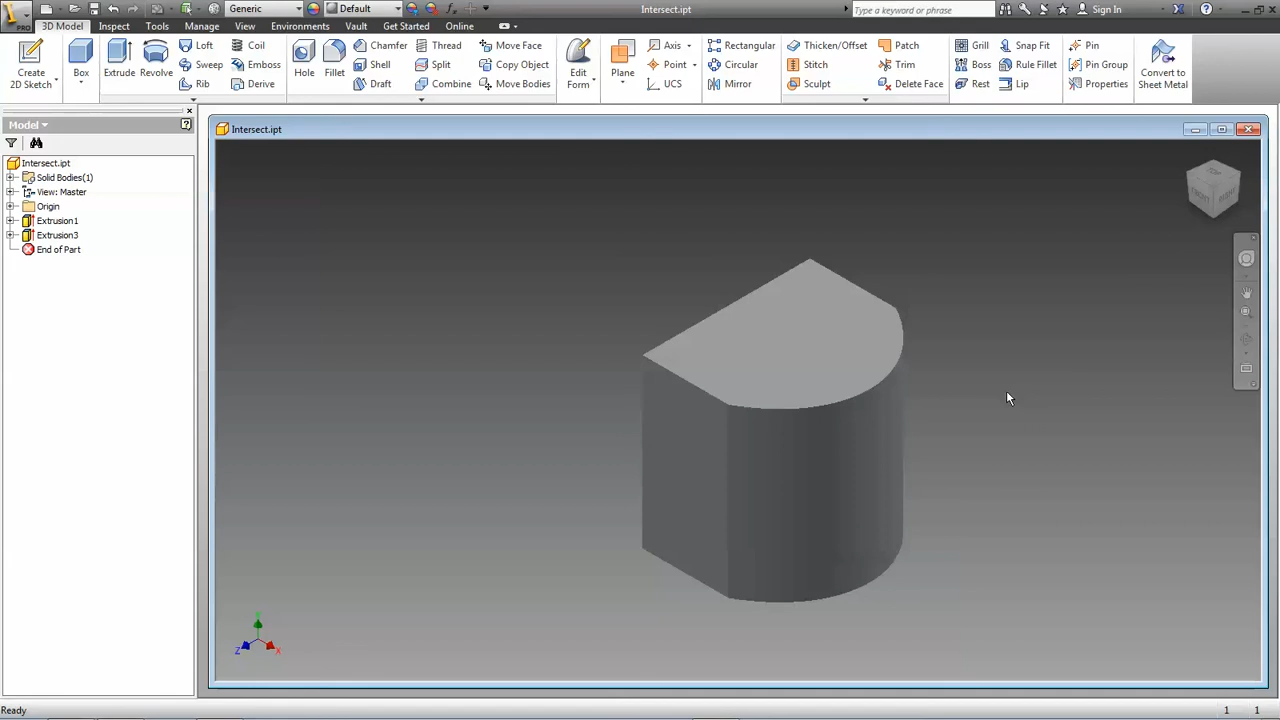 PRO
Generic
Default
Intersect.ipt
Type a keyword or phrase
Sign In
3D Model
Inspect
Tools
Manage
View
Environments
Vault
Get Started
Online
Create
2D Sketch
Box
Extrude
Revolve
Loft
Sweep
Rib
Coil
Emboss
Derive
Hole
Fillet
Chamfer
Shell
Draft
Thread
Split
Combine
Move Face
Copy Object
Move Bodies
Edit
Form
Plane
Axis
Point
UCS
Rectangular
Circular
Mirror
Thicken/Offset
Stitch
Sculpt
Patch
Trim
Delete Face
Grill
Boss
Rest
Snap Fit
Rule Fillet
Lip
Pin
Pin Group
Properties
Convert to
Sheet Metal
Model
Intersect.ipt
Solid Bodies(1)
View: Master
Origin
Extrusion1
Extrusion3
End of Part
Intersect.ipt
Z
X
Ready
1
1